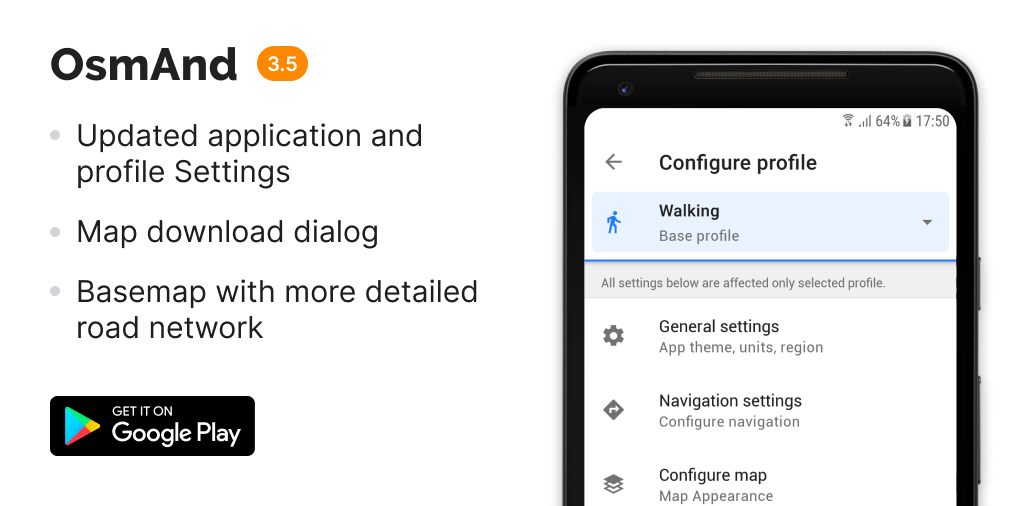 OsmAnd 3.5
Updated application and
profile Settings
Map download dialog
Basemap with more detailed
road network
GET IT ON
Google Play
64% 17:50
Configure profile
Walking
Base profile
All settings below are affected only selected profile.
General settings
App theme, units, region
Navigation settings
Configure navigation
Configure map
Map Appearance